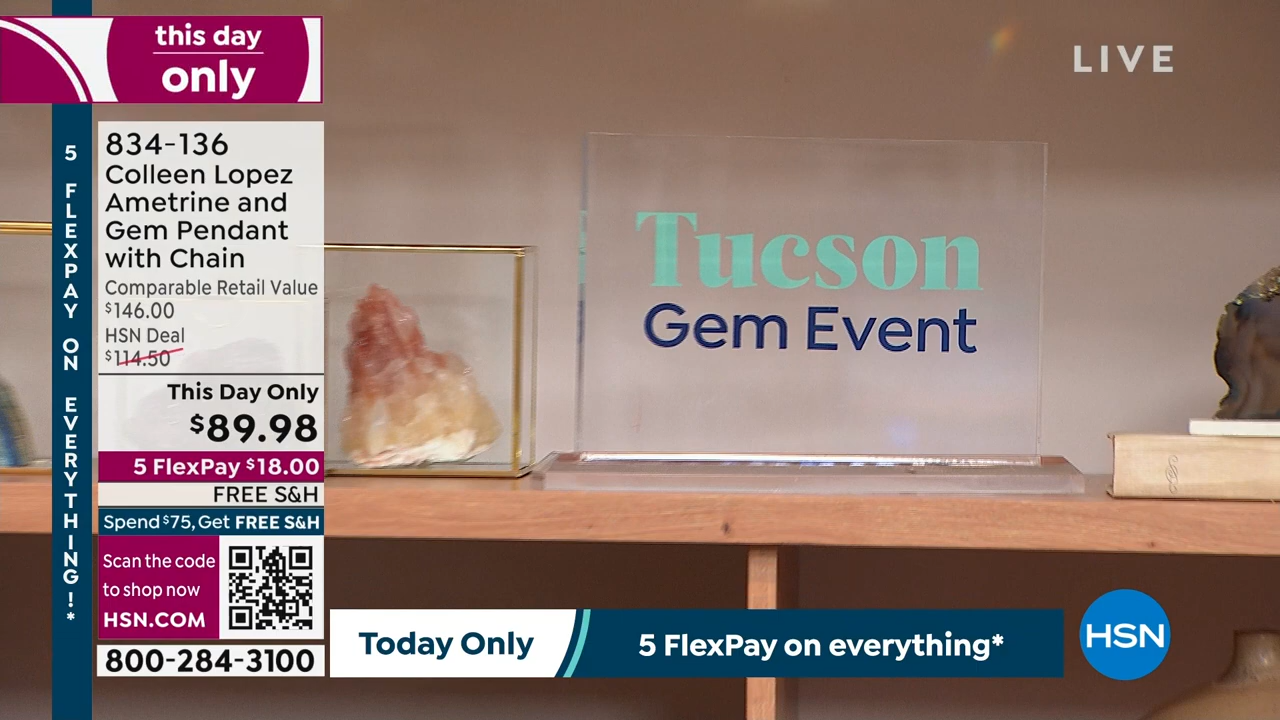 this day
only
LIVE
5 FLEXPAY ON EVERYTHING!*
834-136
Colleen Lopez
Ametrine and
Gem Pendant
with Chain
Comparable Retail Value
$146.00
HSN Deal
$114.50
This Day Only
$89.98
5 FlexPay $18.00
FREE S&H
Spend $75, Get FREE S&H
Scan the code
to shop now
HSN.COM
800-284-3100
Tucson
Gem Event
Today Only
5 FlexPay on everything*
HSN